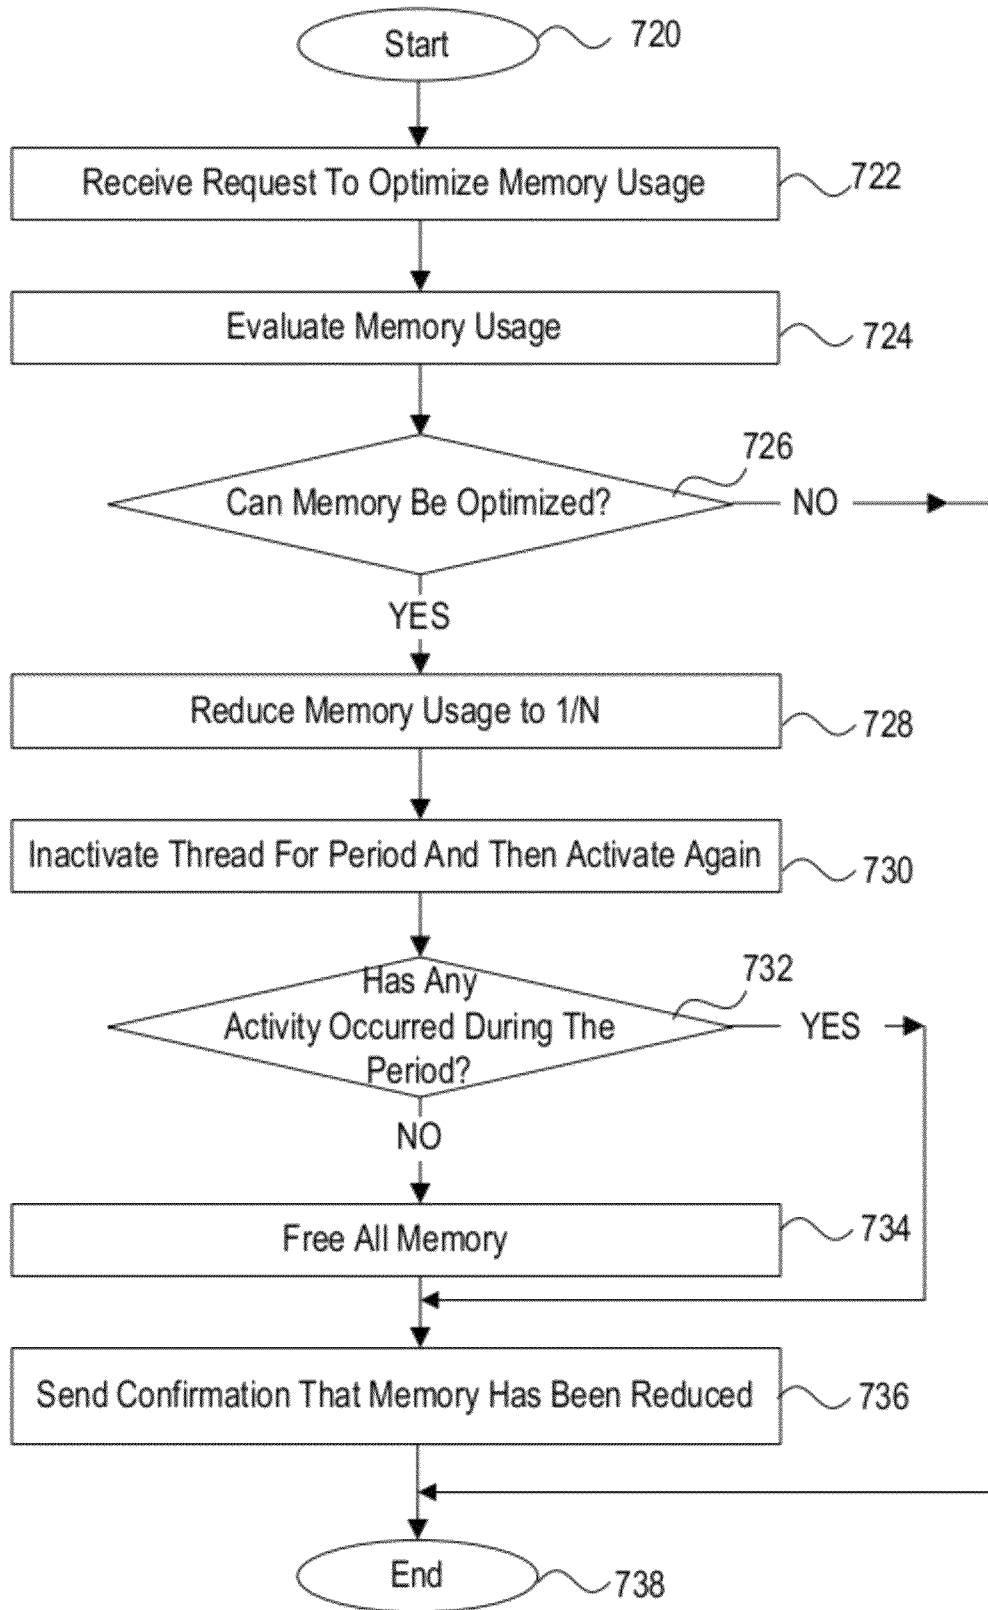 Start
720
Receive Request To Optimize Memory Usage
722
Evaluate Memory Usage
724
726
Can Memory Be Optimized?
NO
YES
Reduce Memory Usage to 1/N
728
Inactivate Thread For Period And Then Activate Again
730
732
Has Any
Activity Occurred During The
Period?
YES
NO
Free All Memory
734
Send Confirmation That Memory Has Been Reduced
736
End
738